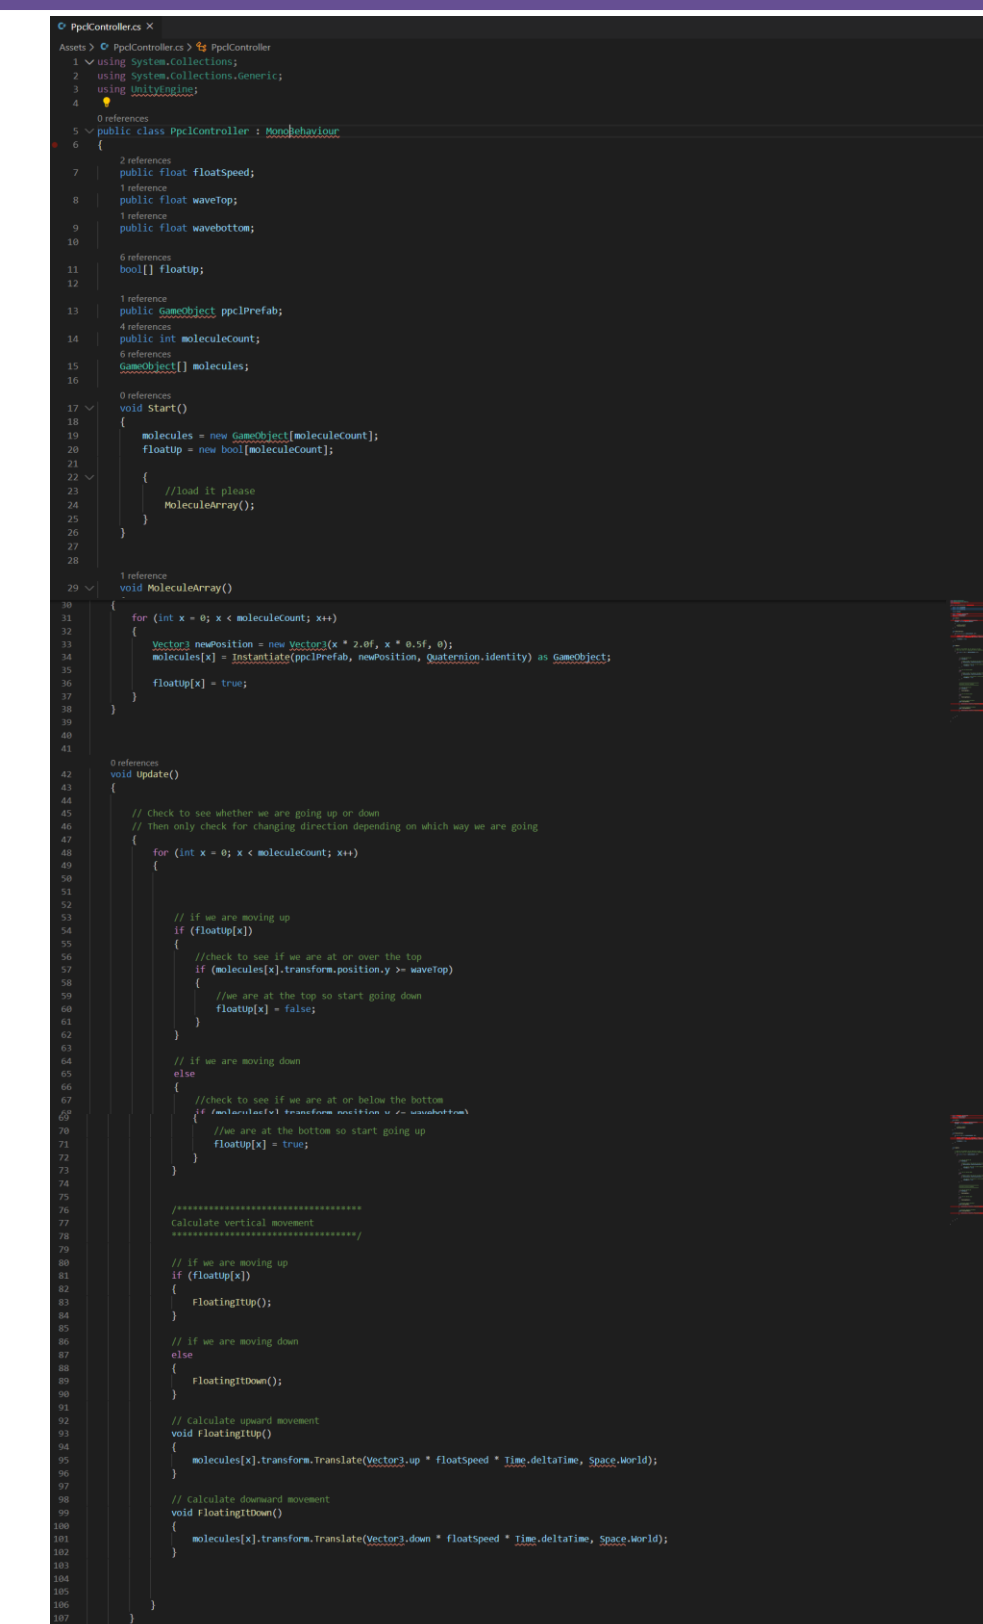 PpclController.cs ×
Assets > PpclController.cs > PpclController
1 using System.Collections;
2 using System.Collections.Generic;
3 using UnityEngine;
4
0 references
5 public class PpclController : MonoBehaviour
6 {
2 references
7 public float floatSpeed;
1 reference
8 public float waveTop;
1 reference
9 public float wavebottom;
10
6 references
11 bool[] floatUp;
12
1 reference
13 public GameObject ppclPrefab;
4 references
14 public int moleculeCount;
6 references
15 GameObject[] molecules;
16
0 references
17 void Start()
18 {
19 molecules = new GameObject[moleculeCount];
20 floatUp = new bool[moleculeCount];
21
22 {
23 //load it please
24 MoleculeArray();
25 }
26 }
27
28
1 reference
29 void MoleculeArray()
30 {
31 for (int x = 0; x < moleculeCount; x++)
32 {
33 Vector3 newPosition = new Vector3(x * 2.0f, x * 0.5f, 0);
34 molecules[x] = Instantiate(ppclPrefab, newPosition, Quaternion.identity) as GameObject;
35
36 floatUp[x] = true;
37 }
38 }
39
40
41
0 references
42 void Update()
43 {
44
45 // Check to see whether we are going up or down
46 // Then only check for changing direction depending on which way we are going
47 {
48 for (int x = 0; x < moleculeCount; x++)
49 {
50
51
52
53 // if we are moving up
54 if (floatUp[x])
55 {
56 //check to see if we are at or over the top
57 if (molecules[x].transform.position.y >= waveTop)
58 {
59 //we are at the top so start going down
60 floatUp[x] = false;
61 }
62 }
63
64 // if we are moving down
65 else
66 {
67 //check to see if we are at or below the bottom
68 if (molecules[x].transform.position.y <= wavebottom)
69 {
70 //we are at the bottom so start going up
71 floatUp[x] = true;
72 }
73 }
74
75
76 /***********************************
77 Calculate vertical movement
78 ***********************************/
79
80 // if we are moving up
81 if (floatUp[x])
82 {
83 FloatingItUp();
84 }
85
86 // if we are moving down
87 else
88 {
89 FloatingItDown();
90 }
91
92 // Calculate upward movement
93 void FloatingItUp()
94 {
95 molecules[x].transform.Translate(Vector3.up * floatSpeed * Time.deltaTime, Space.World);
96 }
97
98 // Calculate downward movement
99 void FloatingItDown()
100 {
101 molecules[x].transform.Translate(Vector3.down * floatSpeed * Time.deltaTime, Space.World);
102 }
103
104
105
106 }
107 }